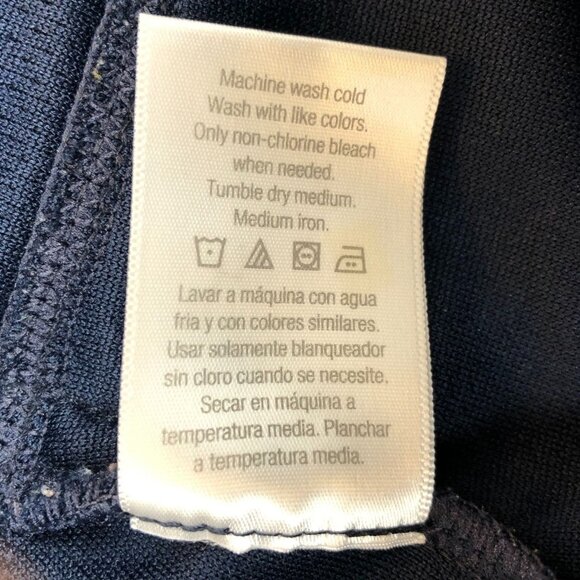 Machine wash cold
Wash with like colors.
Only non-chlorine bleach
when needed.
Tumble dry medium.
Medium iron.
Lavar a máquina con agua
fria y con colores similares.
Usar solamente blanqueador
sin cloro cuando se necesite.
Secar en máquina a
temperatura media. Planchar
a temperatura media.